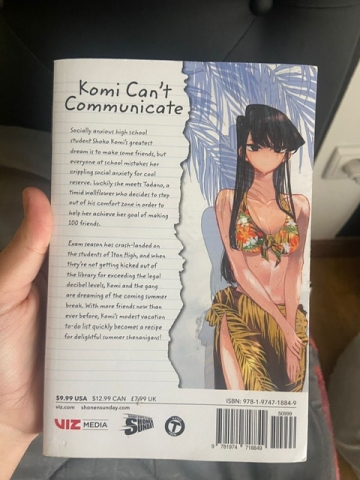 Komi Can't
Communicate
Socially anxious high school
student Shoko Komi's greatest
dream is to make some friends, but
everyone at school mistakes her
crippling social anxiety for cool
reserve. Luckily she meets Tadano, a
timid wallflower who decides to step
out of his comfort zone in order to
help her achieve her goal of making
100 friends.
Exam season has crash-landed on
the students of Itan High, and when
they're not getting kicked out of
the library for exceeding the legal
decibel levels, Komi and the gang
are dreaming of the coming summer
break. With more friends now than
ever before, Komi's modest vacation
to-do list quickly becomes a recipe
for delightful summer shenanigans!
$9.99 USA $12.99 CAN £7.99 UK
viz.com shonensunday.com
VIZ MEDIA
SHONEN
SUNDAY
T
ISBN: 978-1-9747-1884-9
50999
9 781974 718849